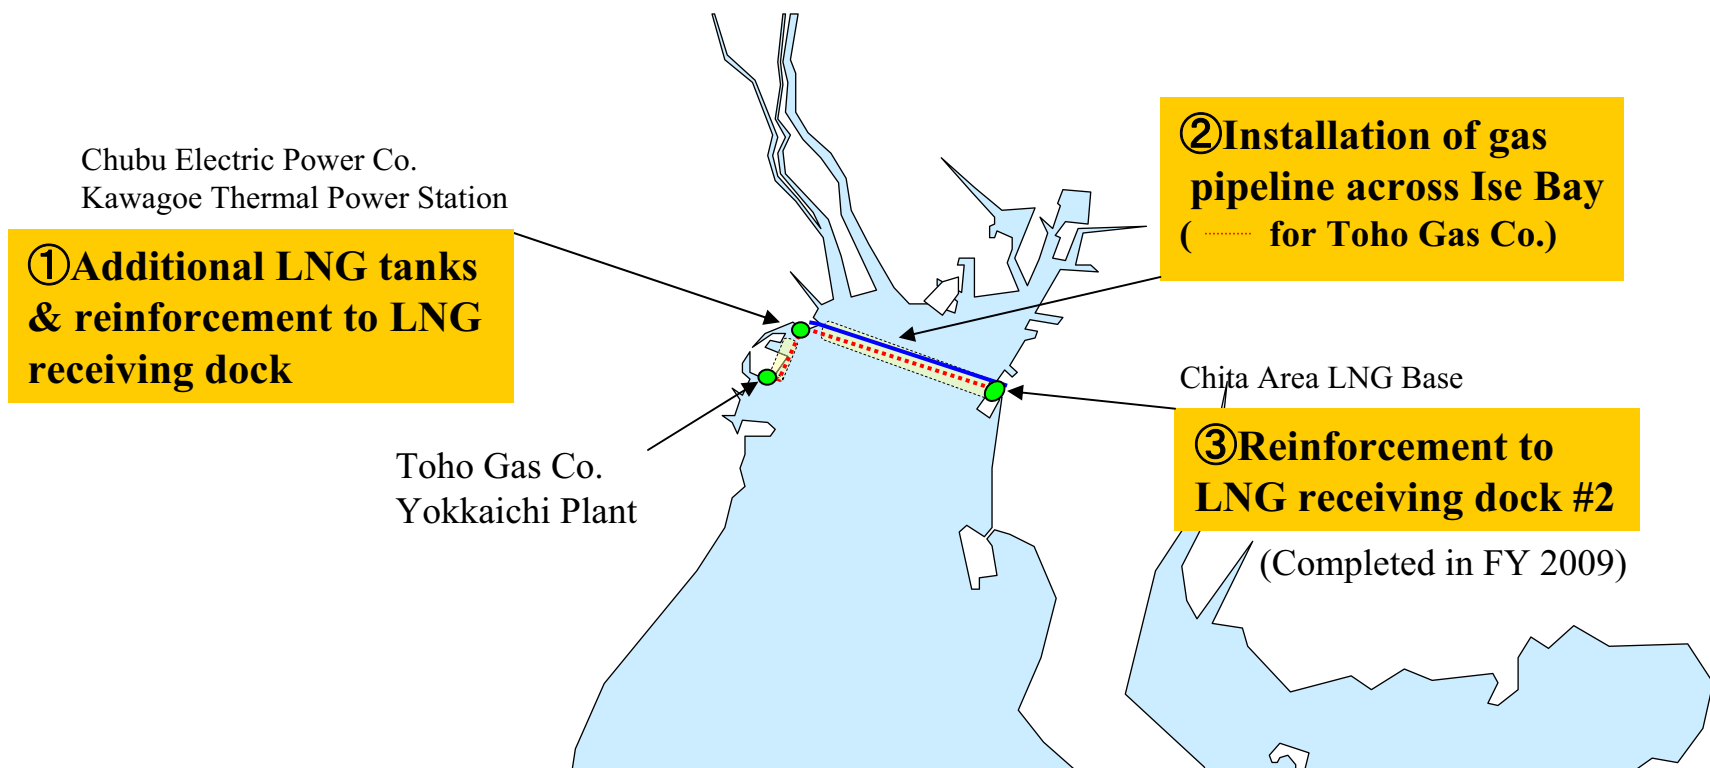 Chubu Electric Power Co.
Kawagoe Thermal Power Station
①Additional LNG tanks
& reinforcement to LNG
receiving dock
②Installation of gas
pipeline across Ise Bay
( ········ for Toho Gas Co.)
Chita Area LNG Base
③Reinforcement to
LNG receiving dock #2
(Completed in FY 2009)
Toho Gas Co.
Yokkaichi Plant